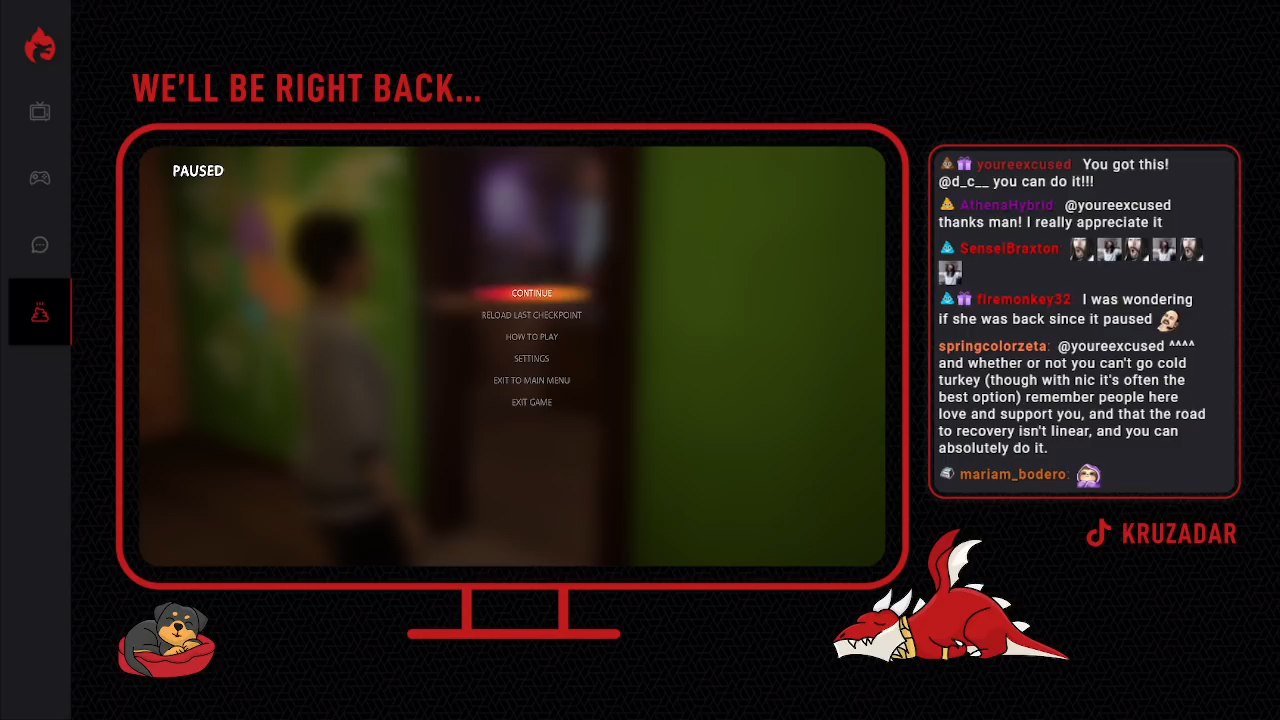 WE'LL BE RIGHT BACK...
PAUSED
CONTINUE
RELOAD LAST CHECKPOINT
HOW TO PLAY
SETTINGS
EXIT TO MAIN MENU
EXIT GAME
youreexcused You got this!
@d_c__ you can do it!!!
AthenaHybrid @youreexcused
thanks man! I really appreciate it
SenseiBraxton
firemonkey32 I was wondering
if she was back since it paused
springcolorzeta: @youreexcused ^^^^
and whether or not you can't go cold
turkey (though with nic it's often the
best option) remember people here
love and support you, and that the road
to recovery isn't linear, and you can
absolutely do it.
mariam_bodero:
KRUZADAR